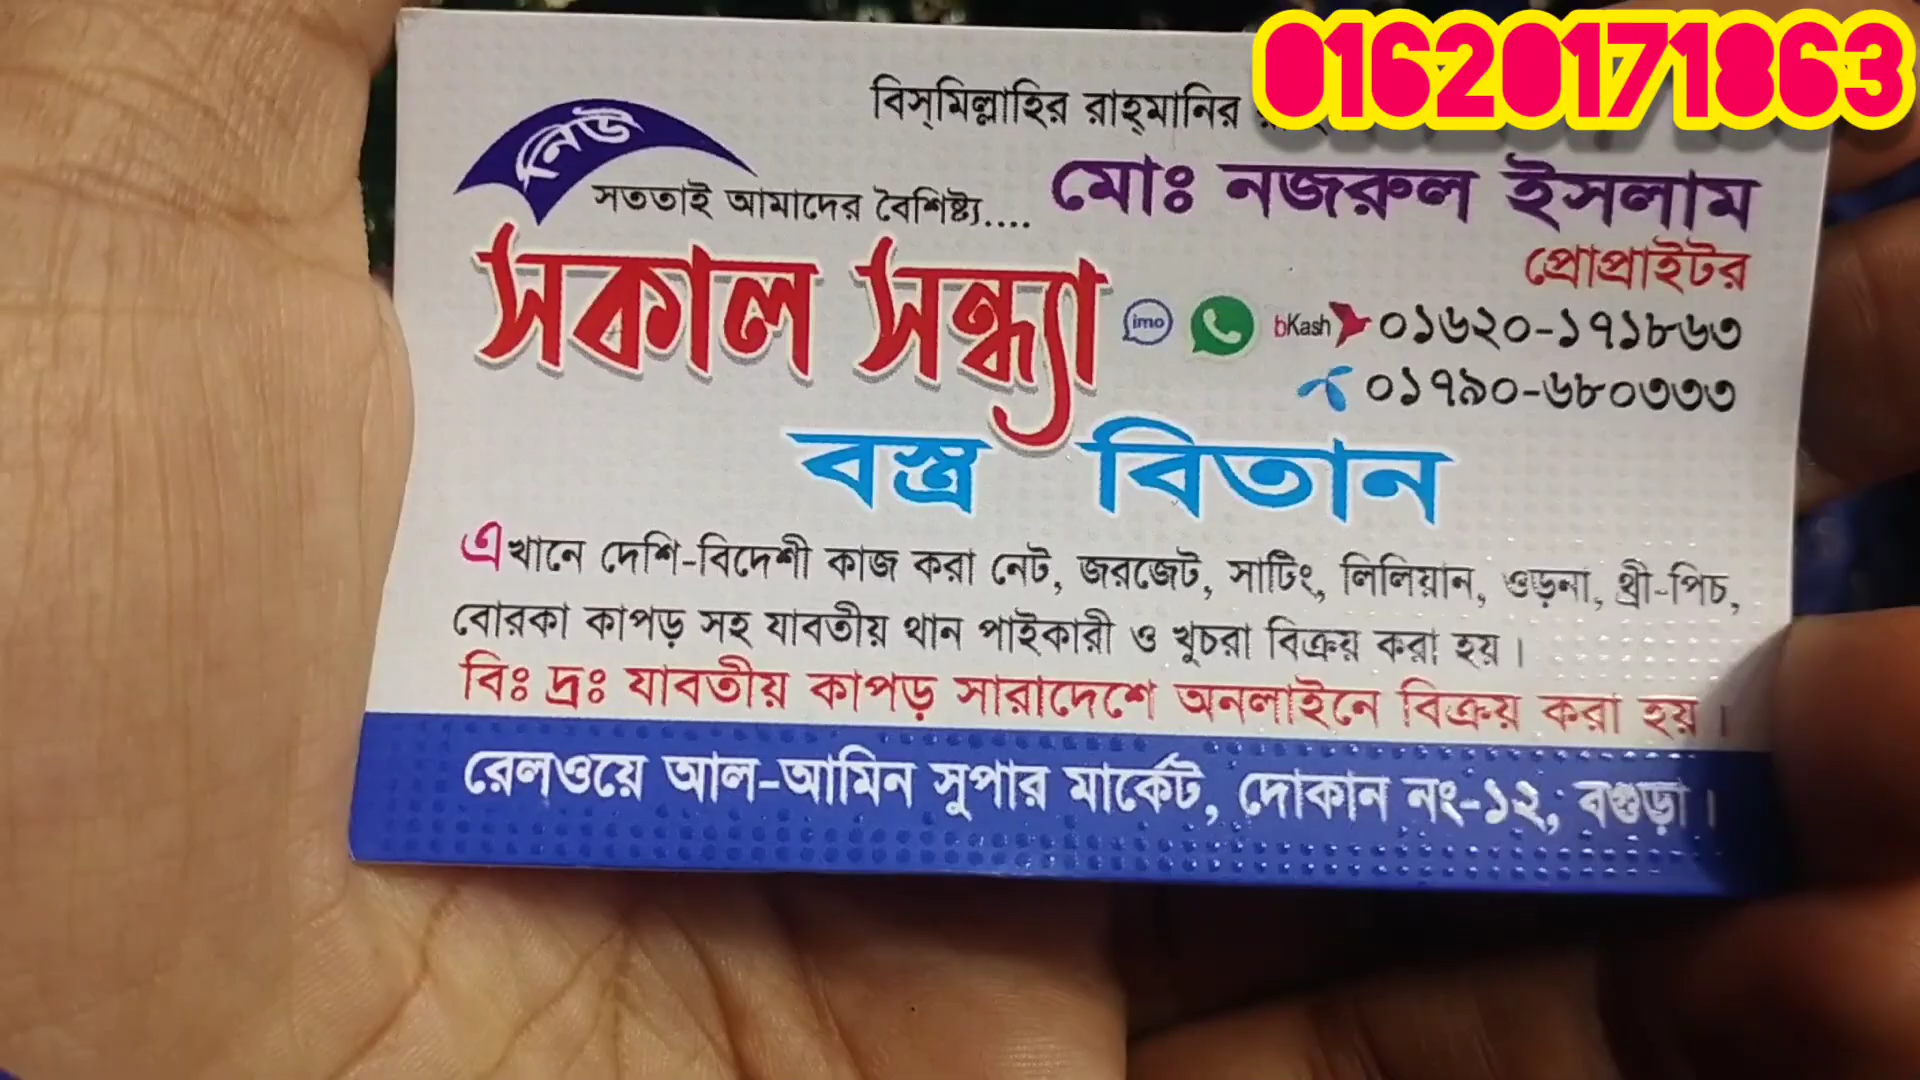 01620171863
বিস্‌মিল্লাহির রাহ্‌মানির
নিউ
সততাই আমাদের বৈশিষ্ট্য....
মোঃ নজরুল ইসলাম
প্রোপ্রাইটর
সকাল সন্ধ্যা
imo bKash ০১৬২০-১৭১৮৬৩
০১৭৯০-৬৮০৩৩৩
বস্ত্র বিতান
এখানে দেশি-বিদেশী কাজ করা নেট, জরজেট, সাটিং, লিলিয়ান, ওড়না, থ্রী-পিচ,
বোরকা কাপড় সহ যাবতীয় থান পাইকারী ও খুচরা বিক্রয় করা হয়।
বিঃ দ্রঃ যাবতীয় কাপড় সারাদেশে অনলাইনে বিক্রয় করা হয়।
রেলওয়ে আল-আমিন সুপার মার্কেট, দোকান নং-১২, বগুড়া।